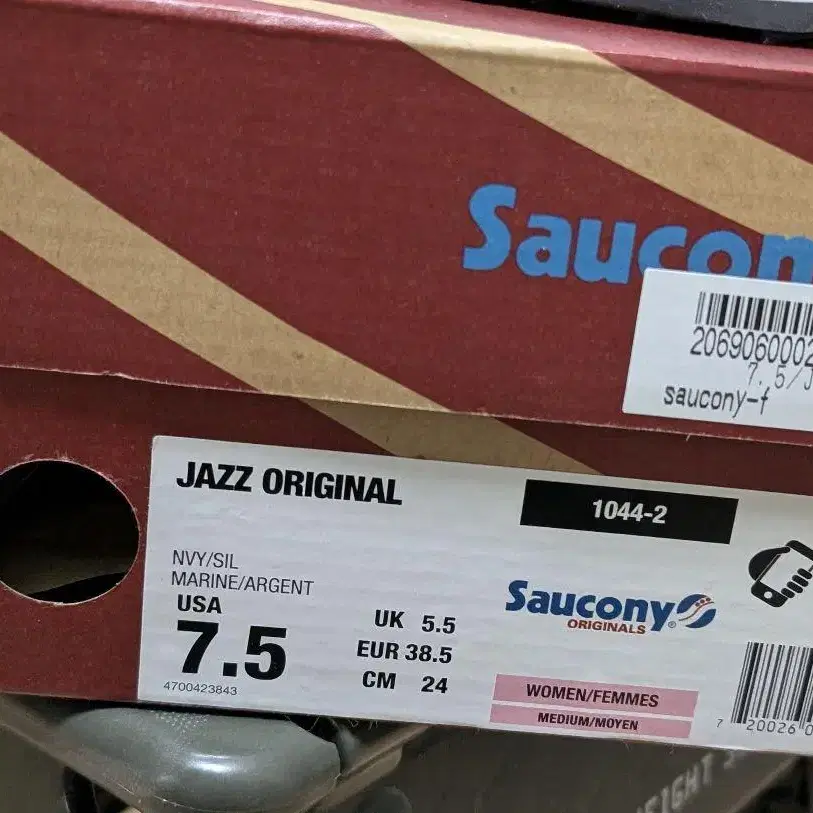 Saucony
2069060002
7.5/J
saucony-f
JAZZ ORIGINAL
1044-2
NVY/SIL
MARINE/ARGENT
USA
7.5
4700423843
UK 5.5
EUR 38.5
CM 24
Saucony®
ORIGINALS
WOMEN/FEMMES
MEDIUM/MOYEN
7 20026 0